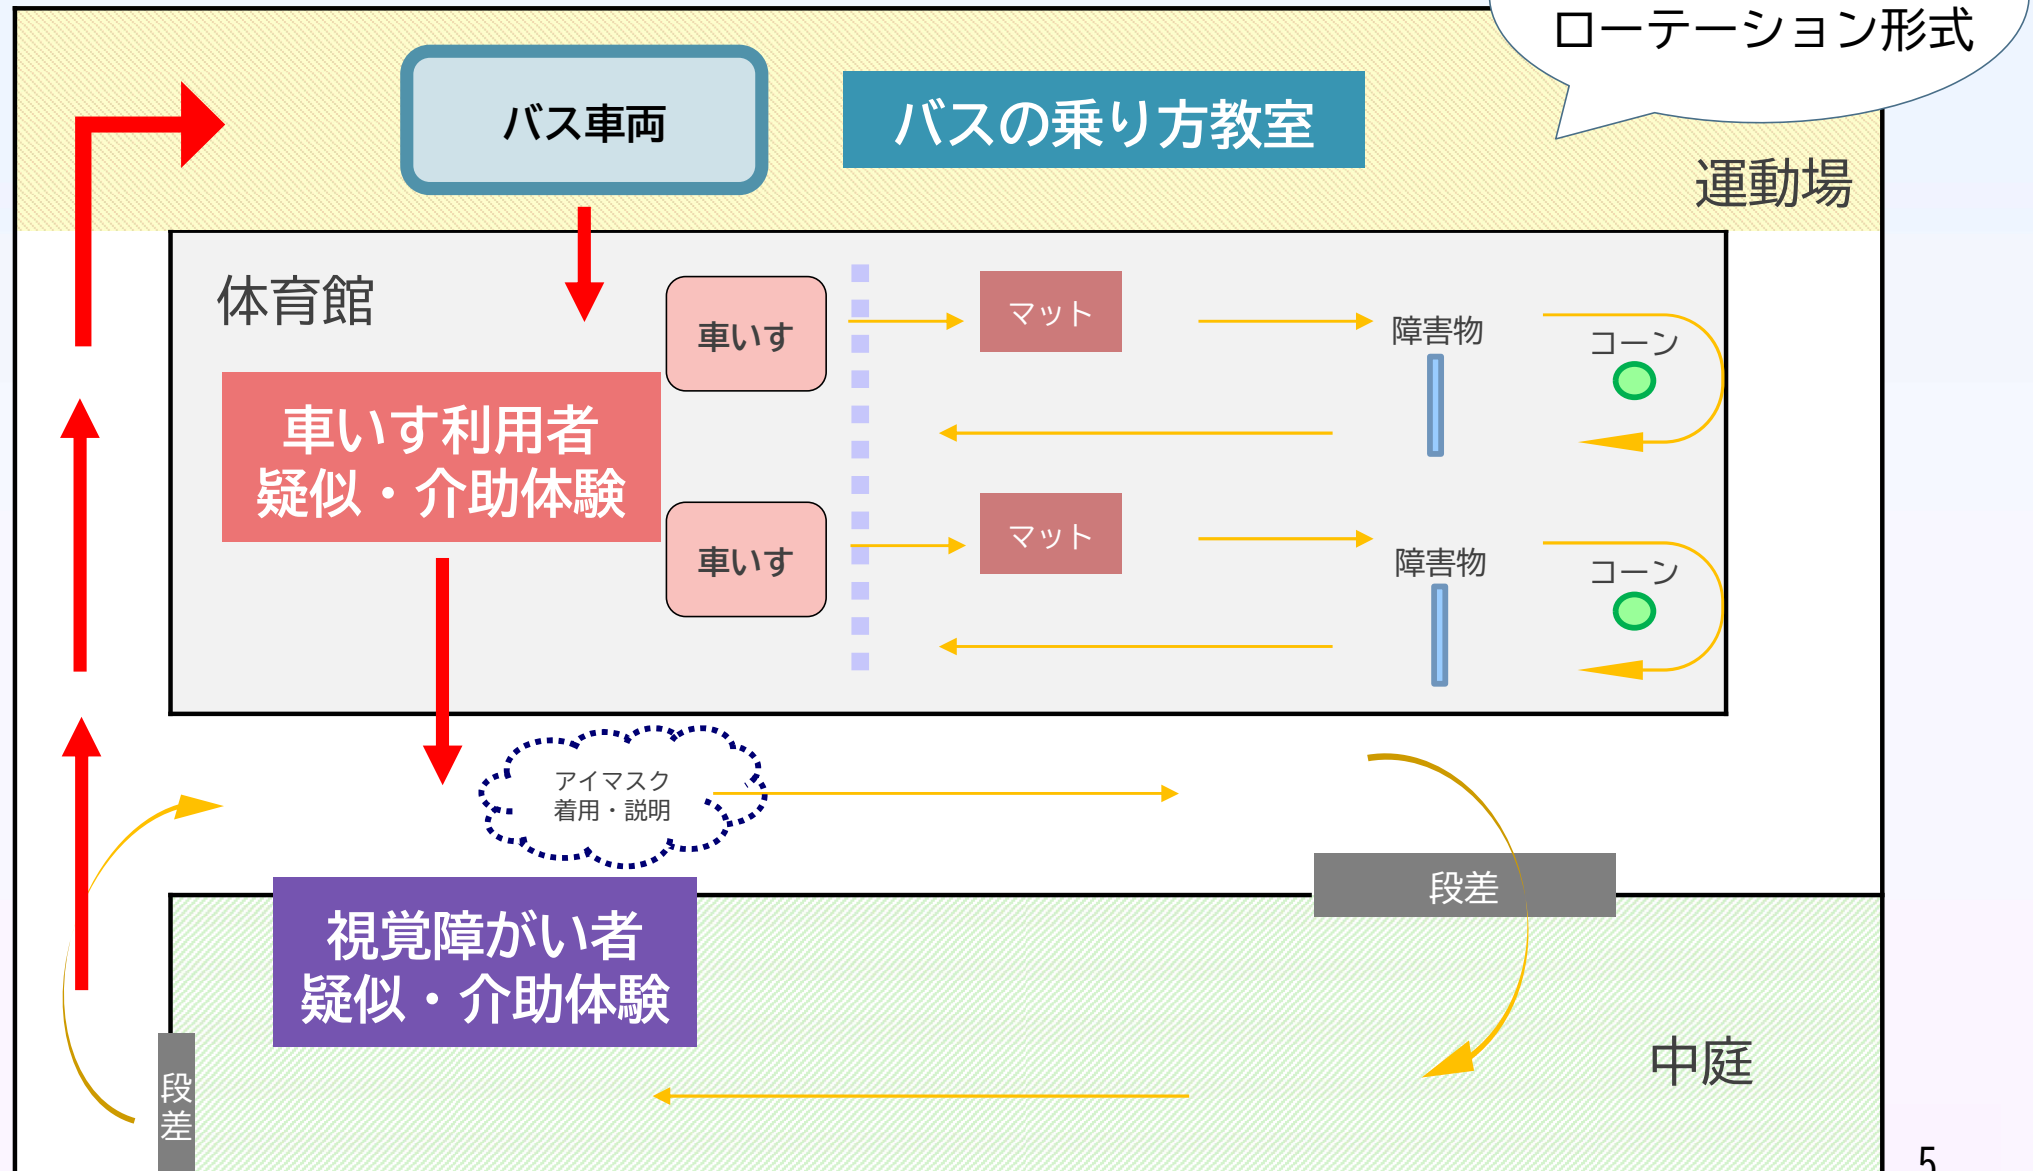 ローテーション形式
バス車両
バスの乗り方教室
運動場
体育館
車いす
マット
障害物
コーン
車いす利用者
疑似・介助体験
車いす
マット
障害物
コーン
アイマスク
着用・説明
段差
視覚障がい者
疑似・介助体験
中庭
段
差
5